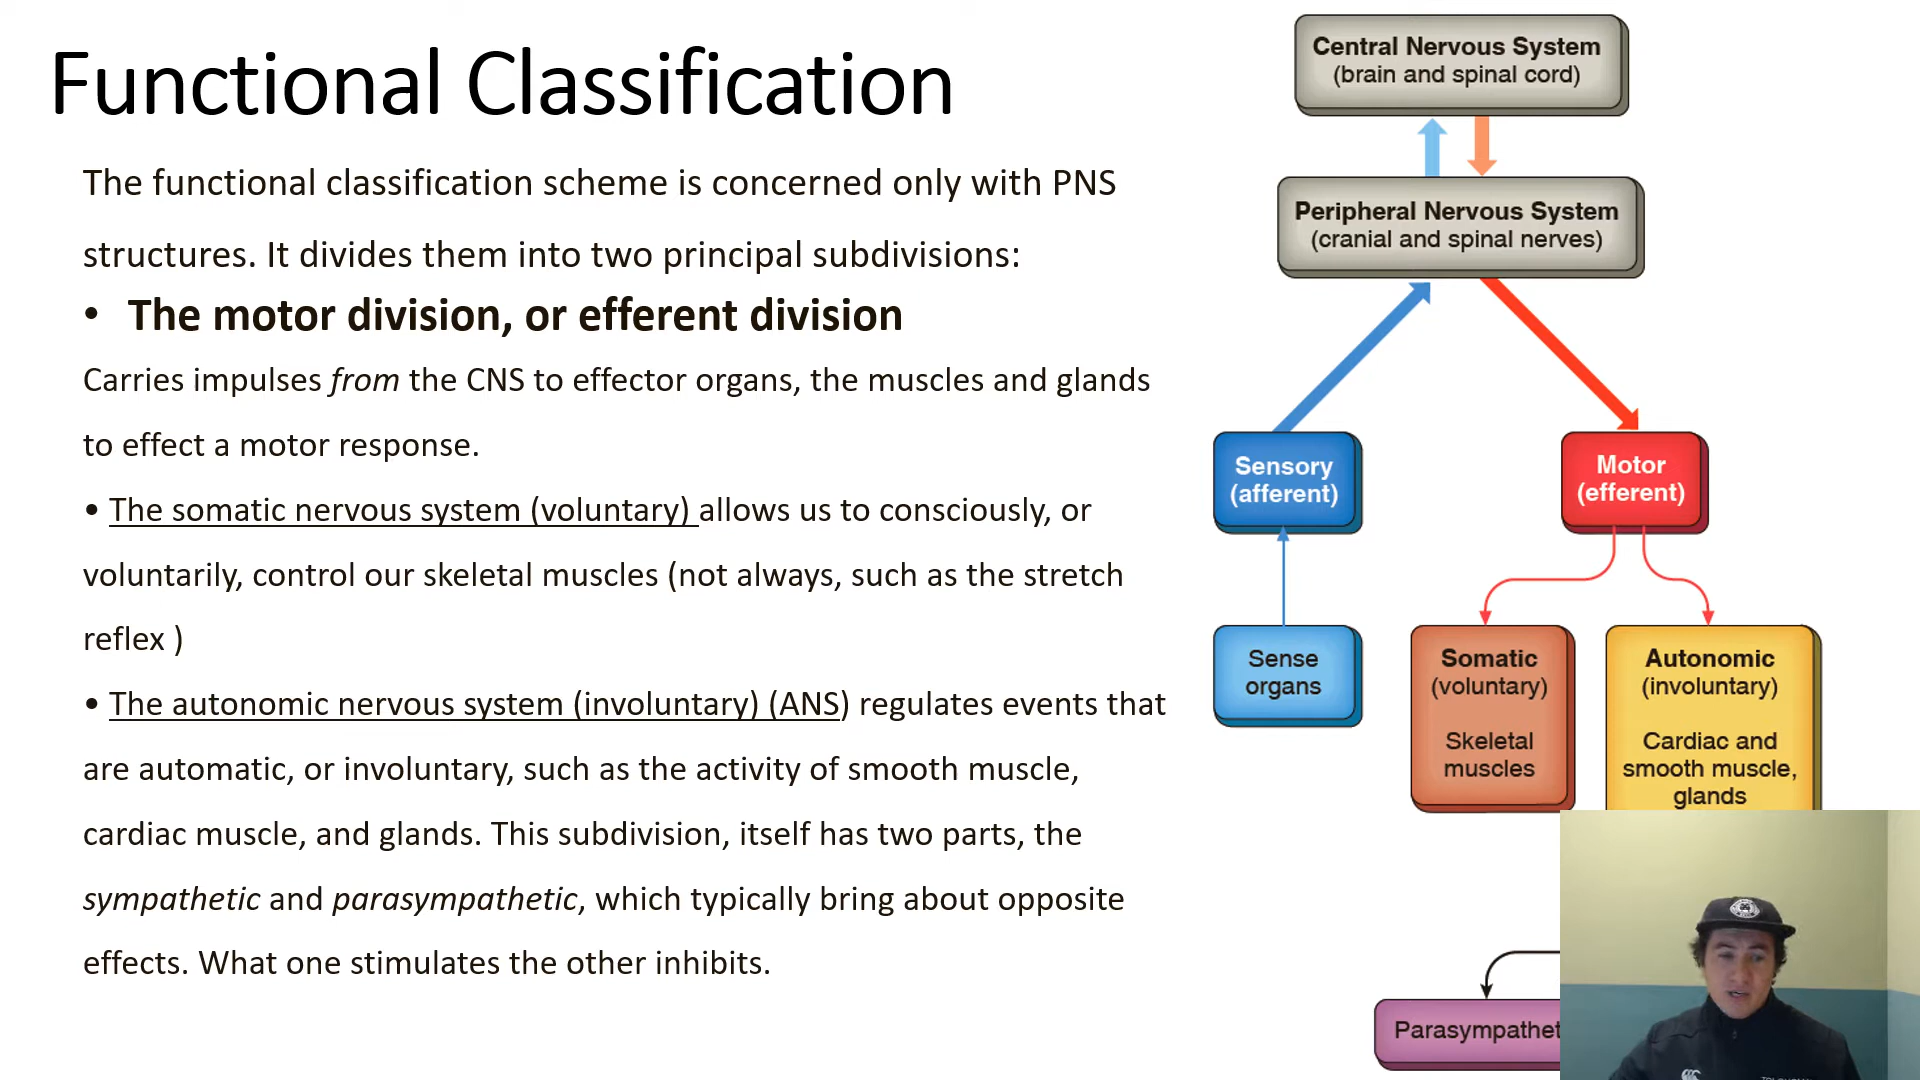 Functional Classification
The functional classification scheme is concerned only with PNS
structures. It divides them into two principal subdivisions:
• The motor division, or efferent division
Carries impulses from the CNS to effector organs, the muscles and glands
to effect a motor response.
• The somatic nervous system (voluntary) allows us to consciously, or
voluntarily, control our skeletal muscles (not always, such as the stretch
reflex )
• The autonomic nervous system (involuntary) (ANS) regulates events that
are automatic, or involuntary, such as the activity of smooth muscle,
cardiac muscle, and glands. This subdivision, itself has two parts, the
sympathetic and parasympathetic, which typically bring about opposite
effects. What one stimulates the other inhibits.
Central Nervous System
(brain and spinal cord)
Peripheral Nervous System
(cranial and spinal nerves)
Sensory
(afferent)
Motor
(efferent)
Sense
organs
Somatic
(voluntary)
Skeletal
muscles
Autonomic
(involuntary)
Cardiac and
smooth muscle,
glands